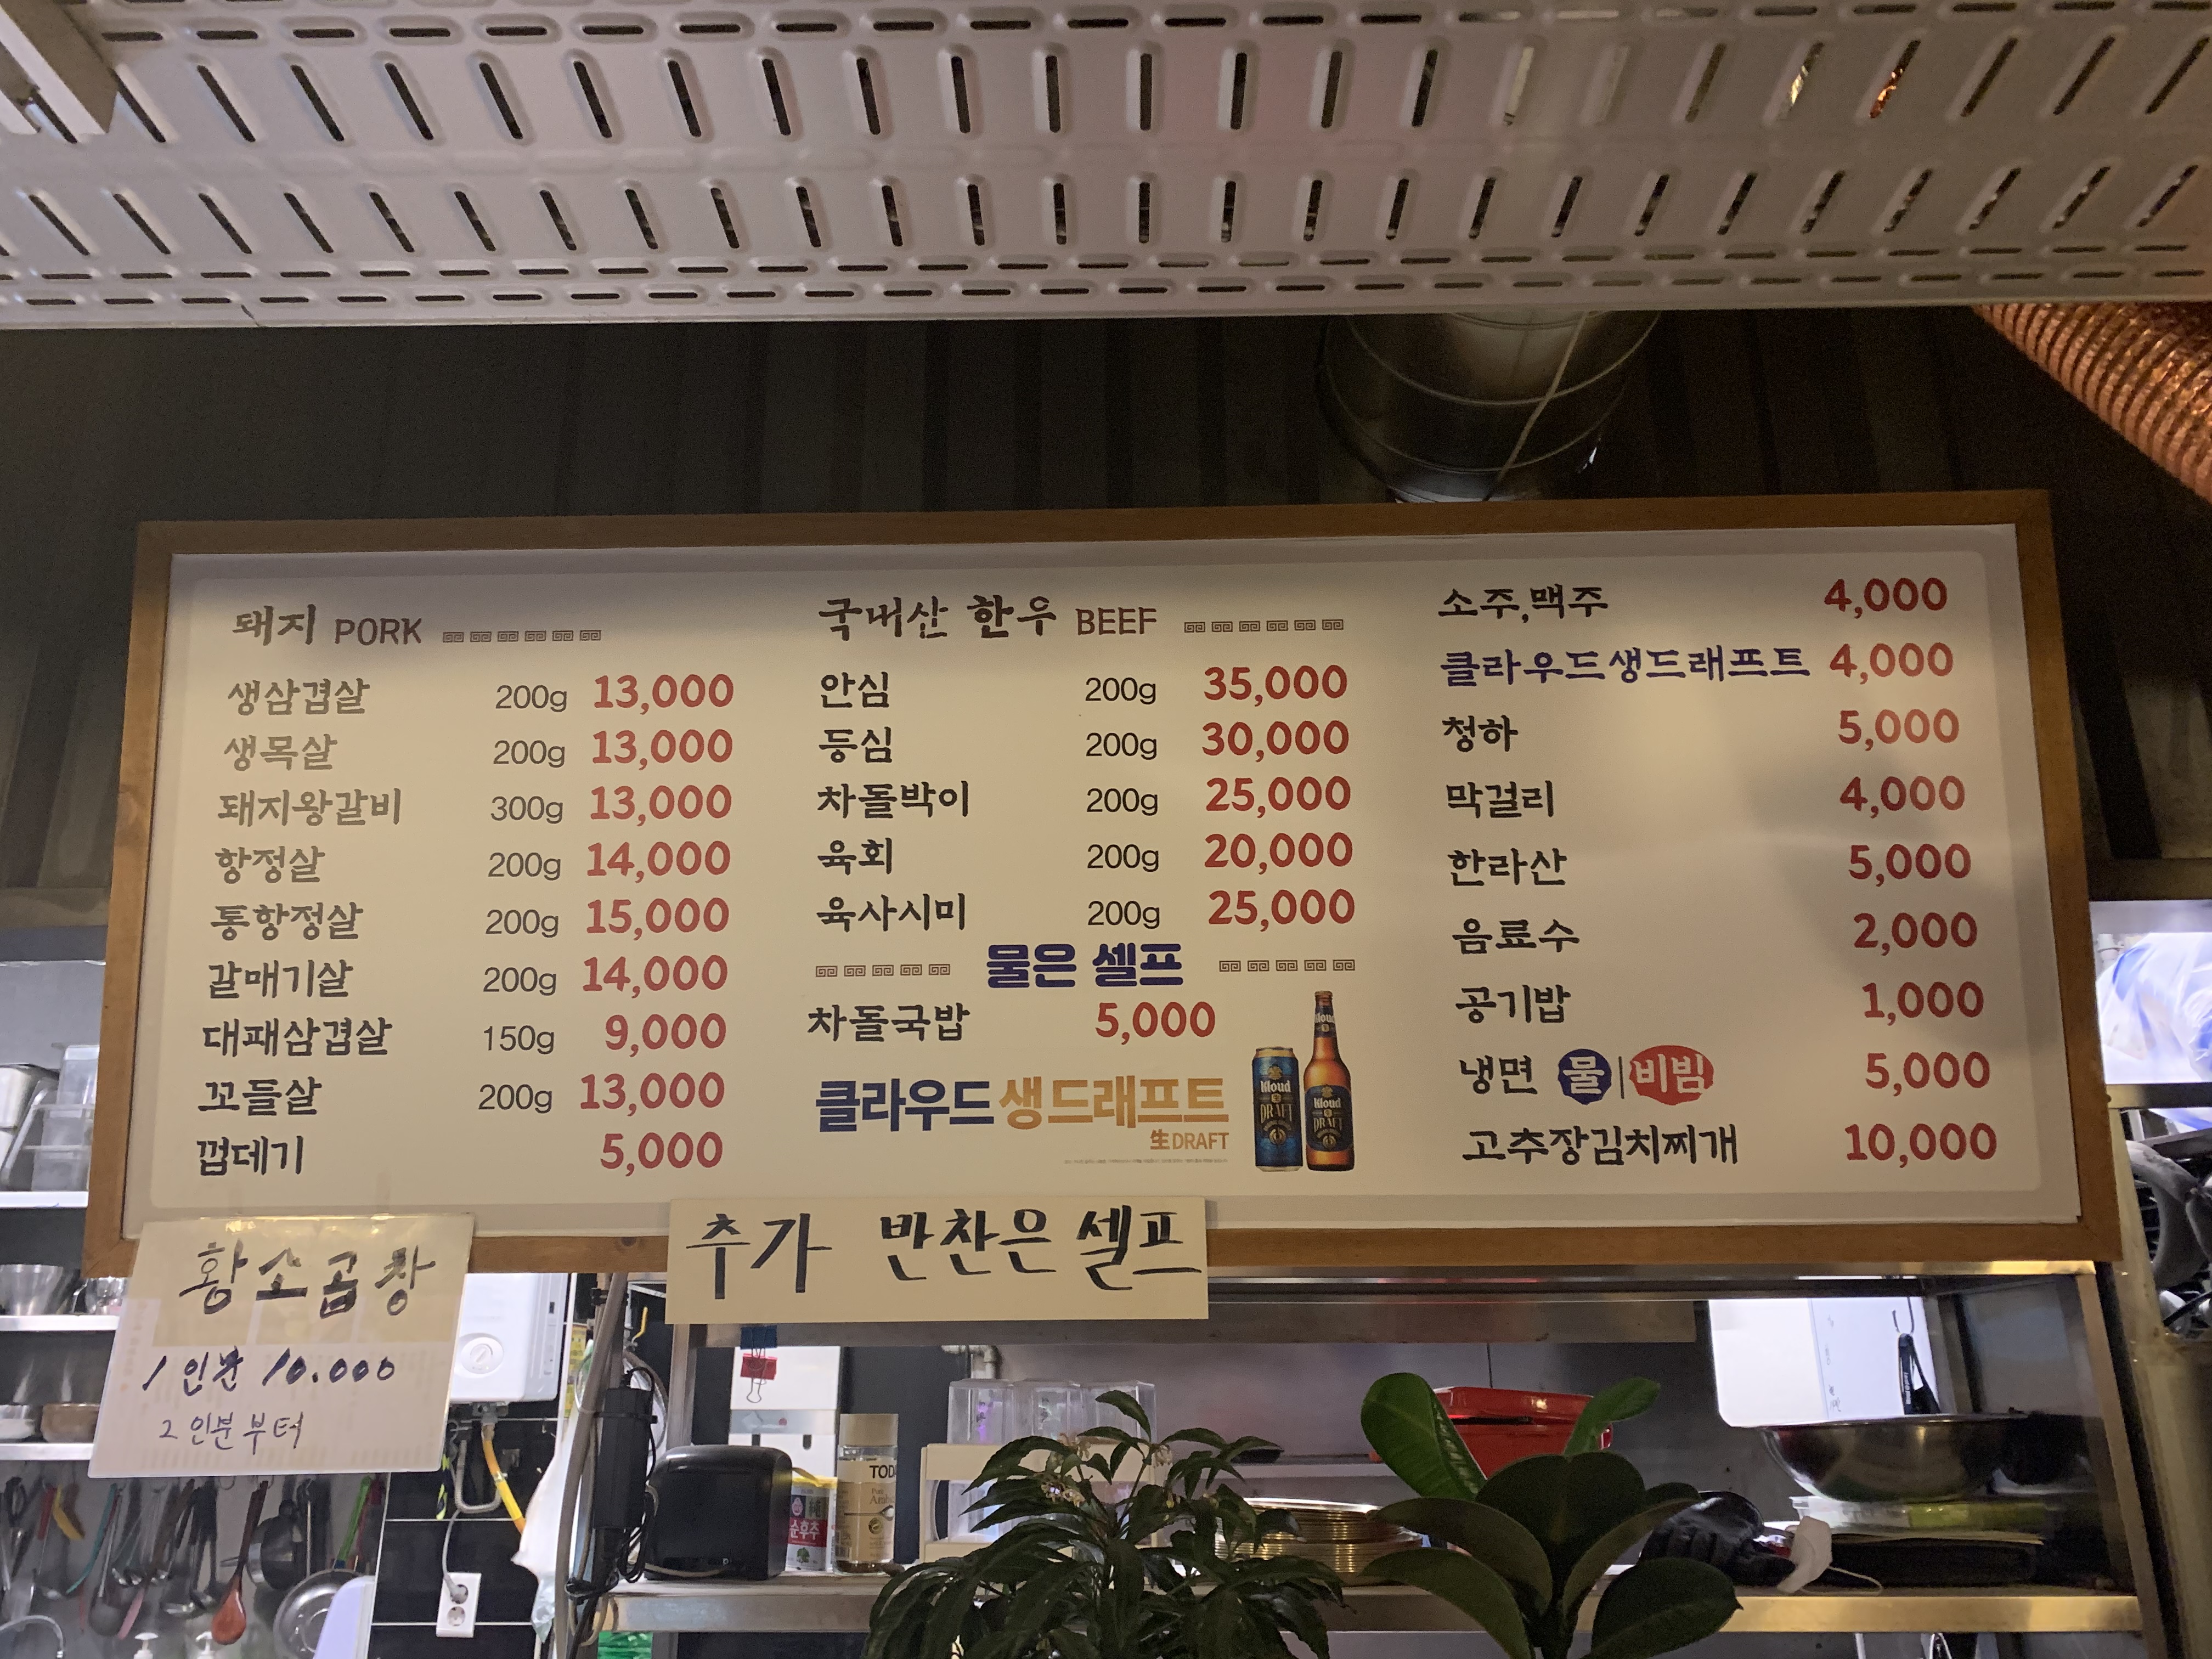 돼지 PORK
생삼겹살 200g 13,000
생목살 200g 13,000
돼지왕갈비 300g 13,000
항정살 200g 14,000
통항정살 200g 15,000
갈매기살 200g 14,000
대패삼겹살 150g 9,000
꼬들살 200g 13,000
껍데기 5,000
국내산 한우 BEEF
안심 200g 35,000
등심 200g 30,000
차돌박이 200g 25,000
육회 200g 20,000
육사시미 200g 25,000
물은 셀프
차돌국밥 5,000
클라우드 생드래프트
生 DRAFT
Kloud
DRAFT
Kloud
DRAFT
소주,맥주 4,000
클라우드생드래프트 4,000
청하 5,000
막걸리 4,000
한라산 5,000
음료수 2,000
공기밥 1,000
냉면 물 | 비빔 5,000
고추장김치찌개 10,000
황소곱창
1인분 10.000
2인분부터
추가 반찬은 셀프
순후추